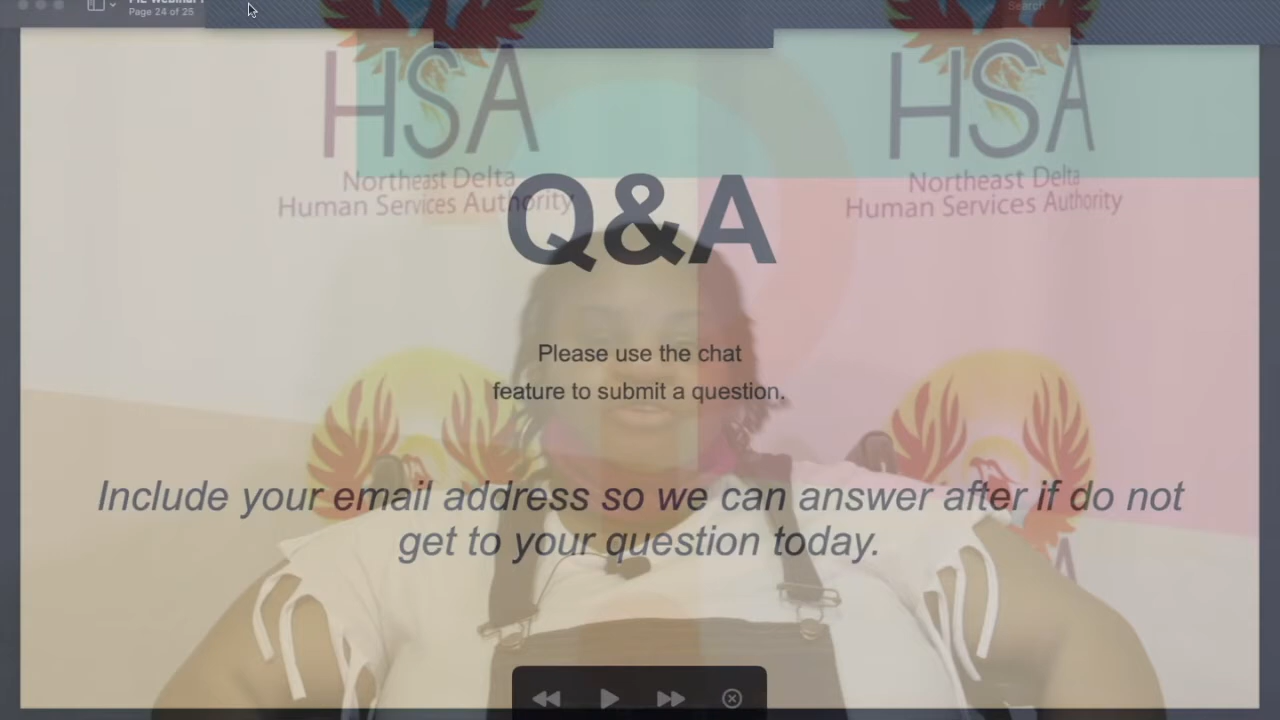 Page 24 of 25
Search
HSA
Northeast Delta
Human Services Authority
HSA
Northeast Delta
Human Services Authority
Q&A
Please use the chat
feature to submit a question.
Include your email address so we can answer after if do not
get to your question today.